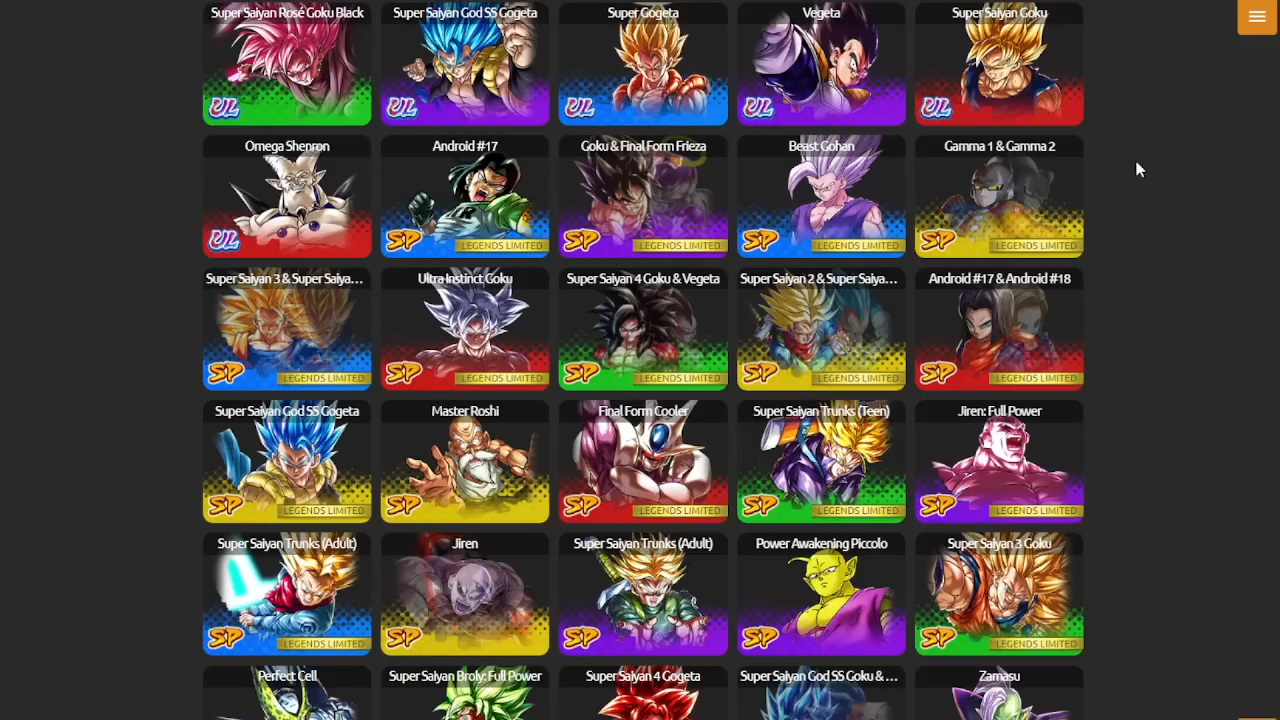 Super Saiyan Rosé Goku Black
Super Saiyan God SS Gogeta
Super Gogeta
Vegeta
Super Saiyan Goku
UL
UL
UL
UL
UL
Omega Shenron
Android #17
Goku & Final Form Frieza
Beast Gohan
Gamma 1 & Gamma 2
UL
SP LEGENDS LIMITED
SP LEGENDS LIMITED
SP LEGENDS LIMITED
SP LEGENDS LIMITED
Super Saiyan 3 & Super Saiya...
Ultra Instinct Goku
Super Saiyan 4 Goku & Vegeta
Super Saiyan 2 & Super Saiya...
Android #17 & Android #18
SP LEGENDS LIMITED
SP LEGENDS LIMITED
SP LEGENDS LIMITED
SP LEGENDS LIMITED
SP LEGENDS LIMITED
Super Saiyan God SS Gogeta
Master Roshi
Final Form Cooler
Super Saiyan Trunks (Teen)
Jiren: Full Power
SP LEGENDS LIMITED
SP
SP LEGENDS LIMITED
SP LEGENDS LIMITED
SP LEGENDS LIMITED
Super Saiyan Trunks (Adult)
Jiren
Super Saiyan Trunks (Adult)
Power Awakening Piccolo
Super Saiyan 3 Goku
SP LEGENDS LIMITED
SP
SP
SP
SP LEGENDS LIMITED
Perfect Cell
Super Saiyan Broly: Full Power
Super Saiyan 4 Gogeta
Super Saiyan God SS Goku & ...
Zamasu